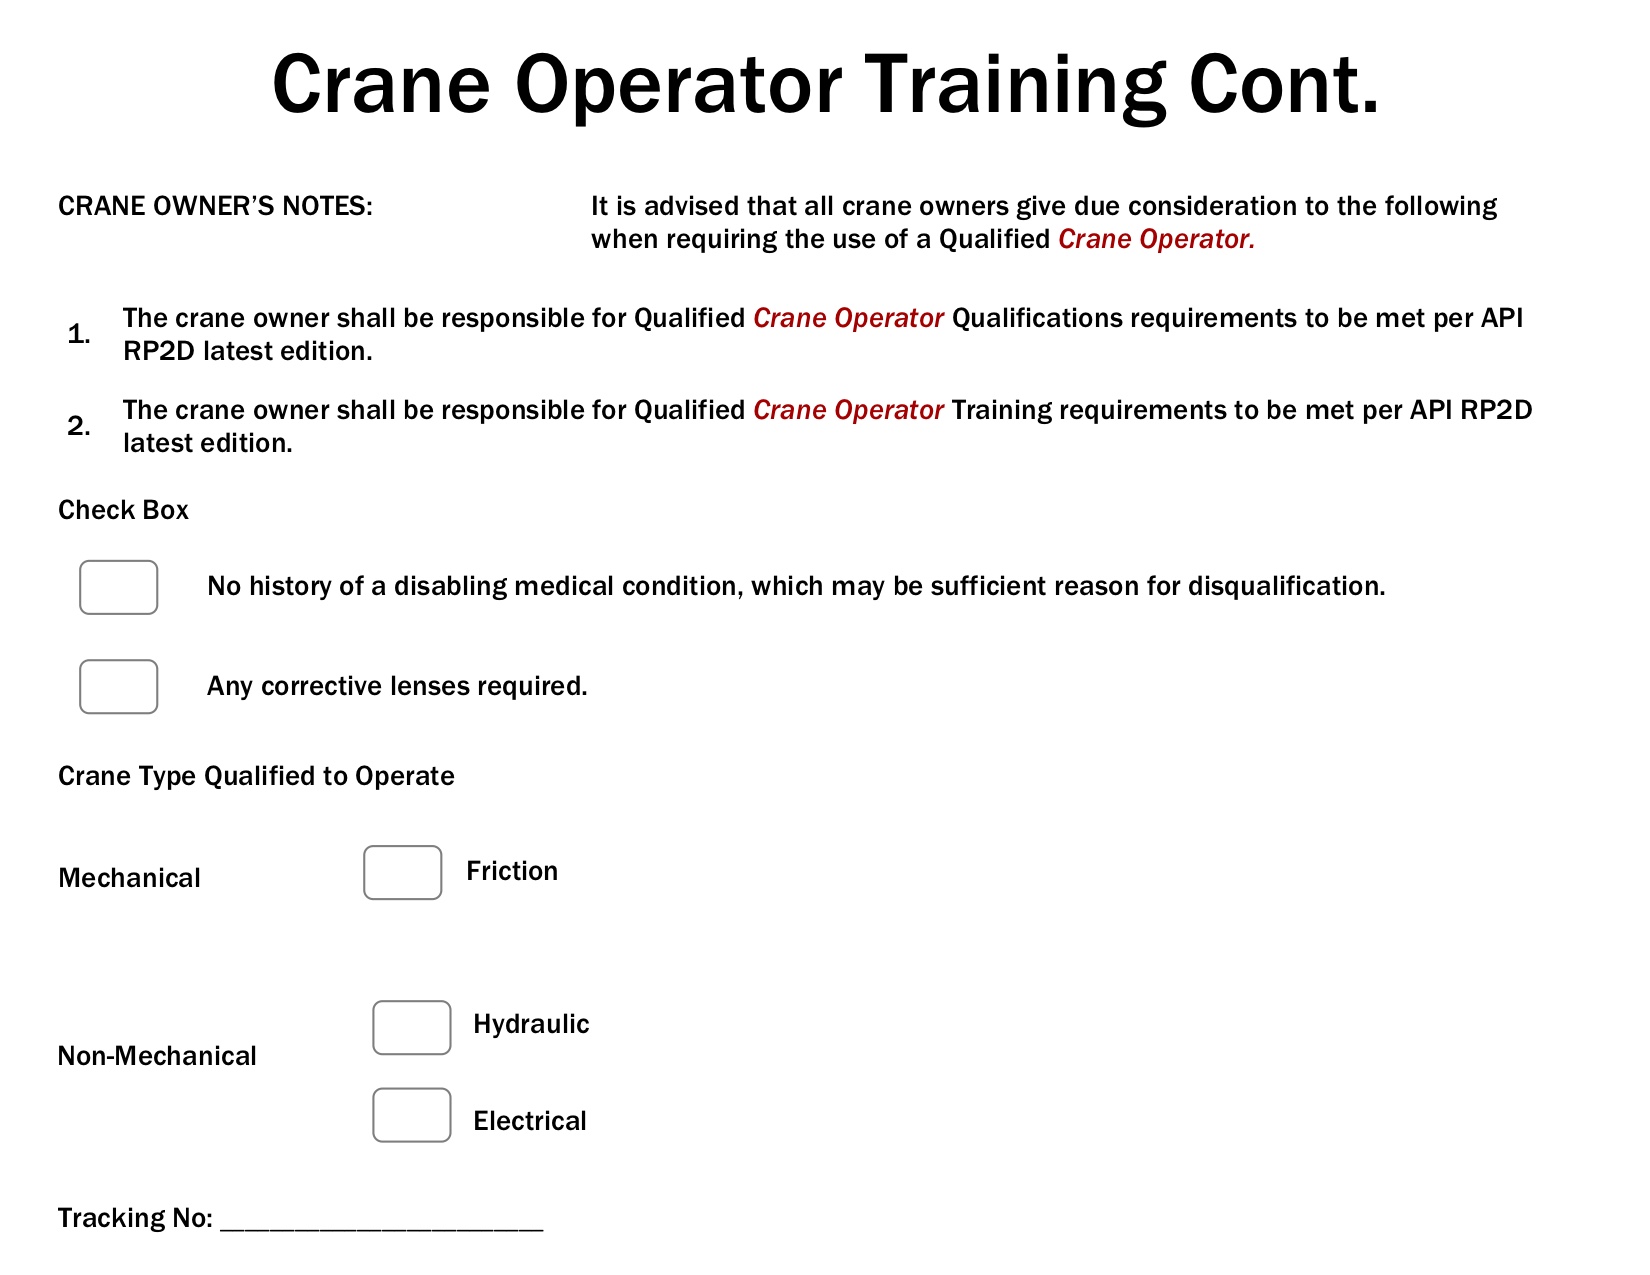 Crane Operator Training Cont.
CRANE OWNER’S NOTES:
It is advised that all crane owners give due consideration to the following
when requiring the use of a Qualified Crane Operator.
1. The crane owner shall be responsible for Qualified Crane Operator Qualifications requirements to be met per API
RP2D latest edition.
2. The crane owner shall be responsible for Qualified Crane Operator Training requirements to be met per API RP2D
latest edition.
Check Box
No history of a disabling medical condition, which may be sufficient reason for disqualification.
Any corrective lenses required.
Crane Type Qualified to Operate
Mechanical
Friction
Non-Mechanical
Hydraulic
Electrical
Tracking No: _______________________